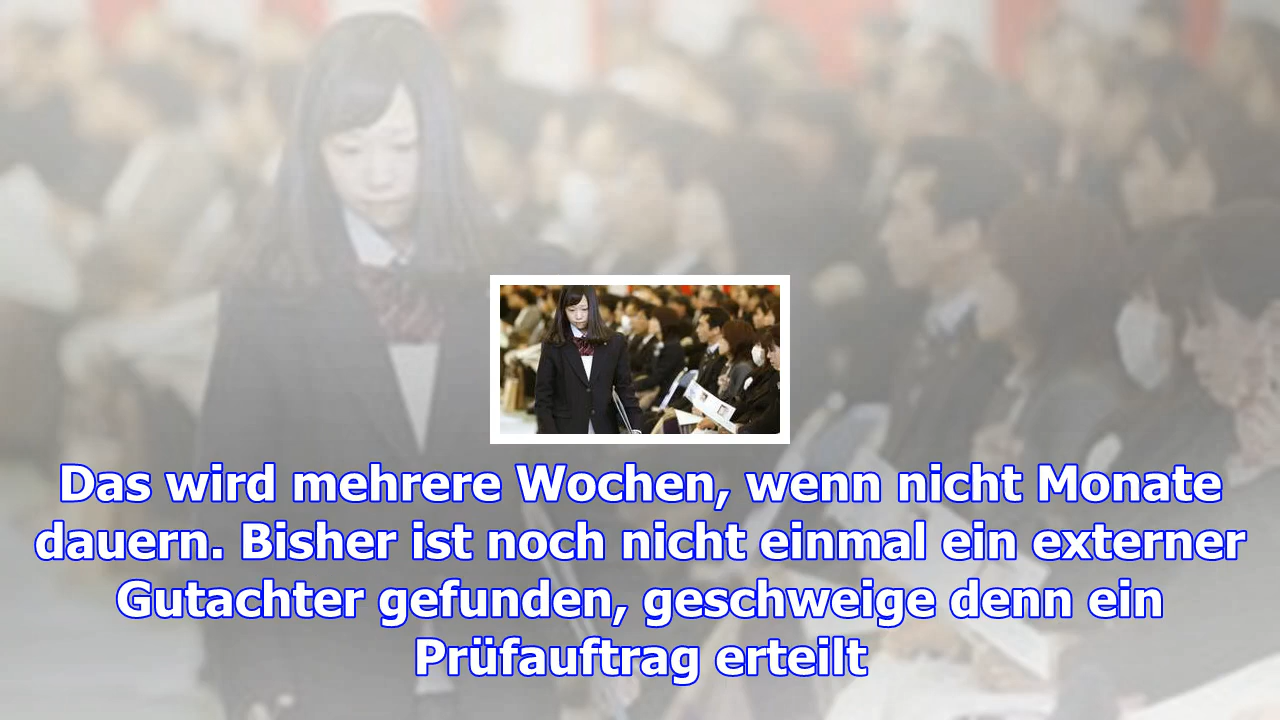 Das wird mehrere Wochen, wenn nicht Monate
dauern. Bisher ist noch nicht einmal ein externer
Gutachter gefunden, geschweige denn ein
Prüfauftrag erteilt